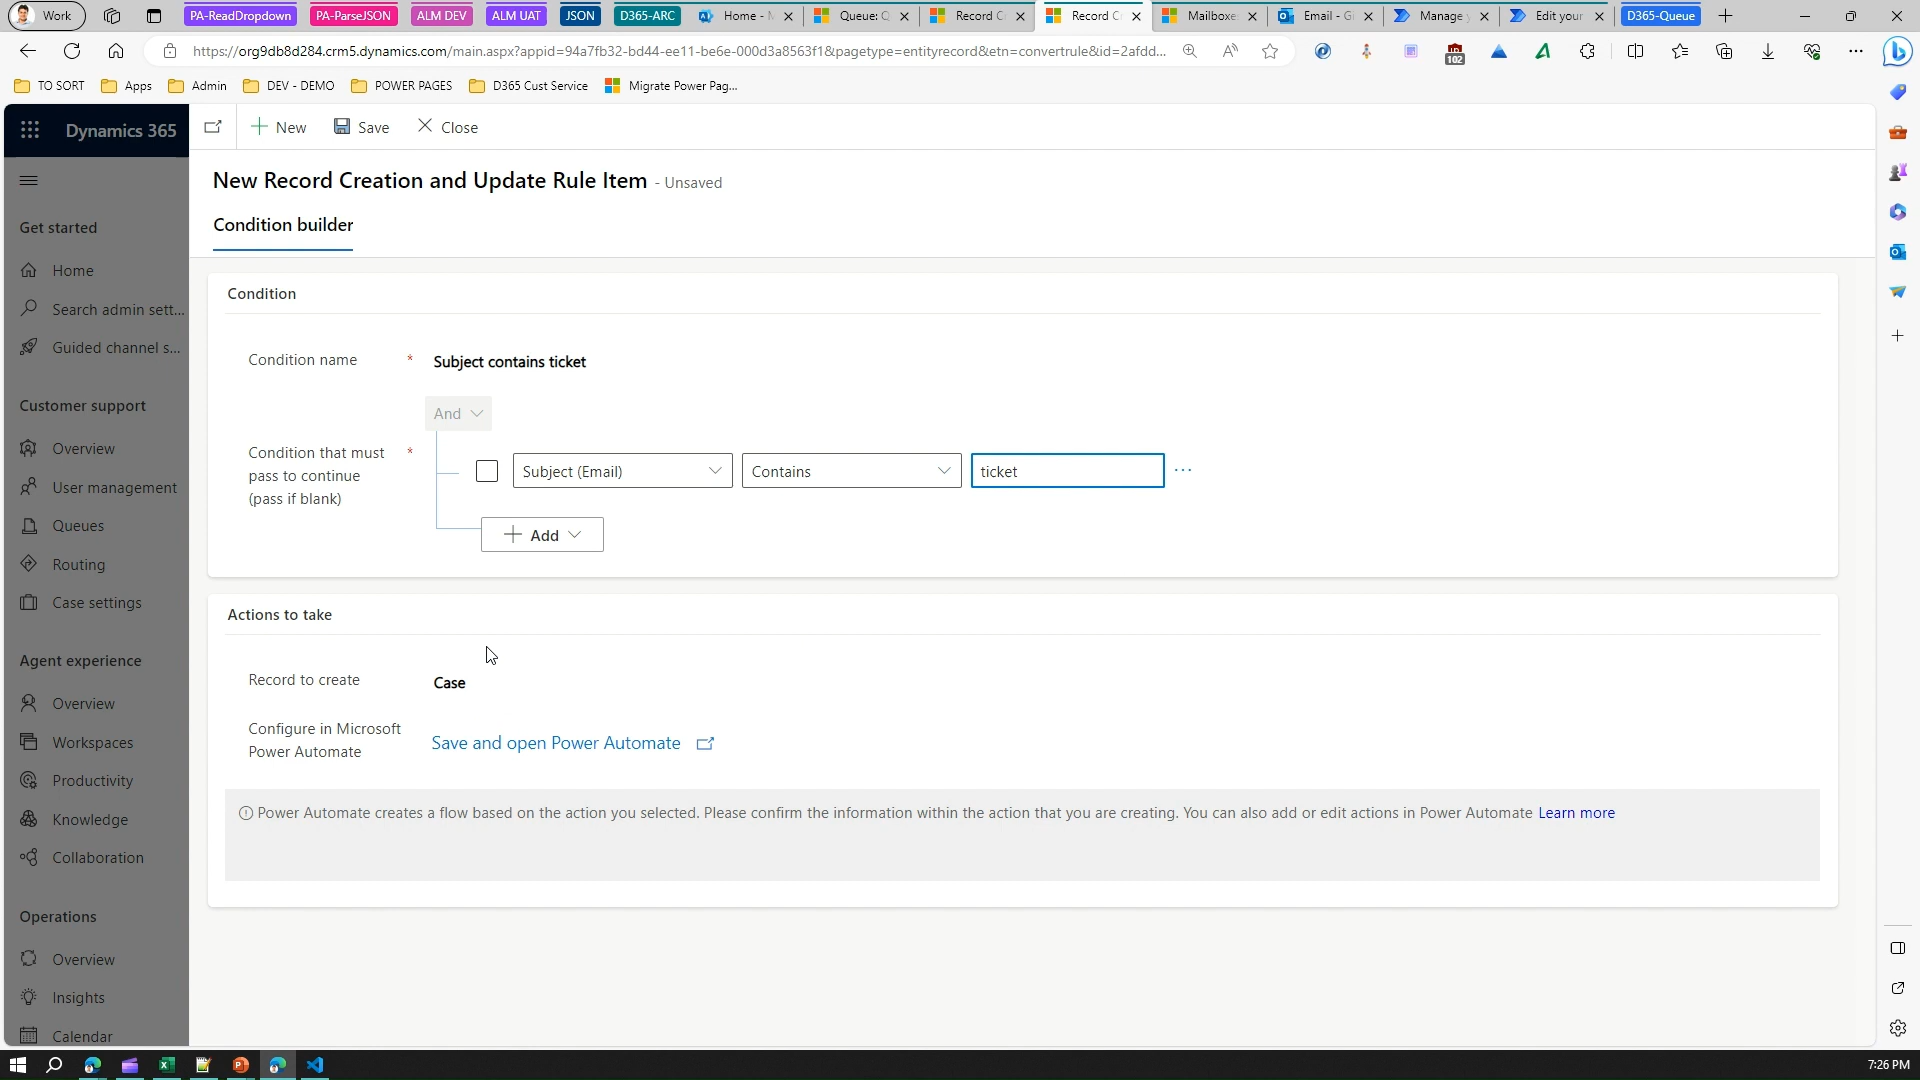 Work
PA-ReadDropdown
PA-ParseJSON
ALM DEV
ALM UAT
JSON
D365-ARC
Home - M
Queue: Q
Record C
Record Cr
Mailboxe
Email - Gi
Manage y
Edit your
D365-Queue
https://org9db8d284.crm5.dynamics.com/main.aspx?appid=94a7fb32-bd44-ee11-be6e-000d3a8563f1&pagetype=entityrecord&etn=convertrule&id=2afdd...
102
TO SORT
Apps
Admin
DEV - DEMO
POWER PAGES
D365 Cust Service
Migrate Power Pag...
Dynamics 365
New
Save
Close
New Record Creation and Update Rule Item - Unsaved
Condition builder
Get started
Home
Search admin sett...
Guided channel s...
Customer support
Overview
User management
Queues
Routing
Case settings
Agent experience
Overview
Workspaces
Productivity
Knowledge
Collaboration
Operations
Overview
Insights
Calendar
Condition
Condition name *
Subject contains ticket
And
Condition that must *
pass to continue
(pass if blank)
Subject (Email)
Contains
ticket
Add
Actions to take
Record to create
Case
Configure in Microsoft
Power Automate
Save and open Power Automate
Power Automate creates a flow based on the action you selected. Please confirm the information within the action that you are creating. You can also add or edit actions in Power Automate Learn more
7:26 PM